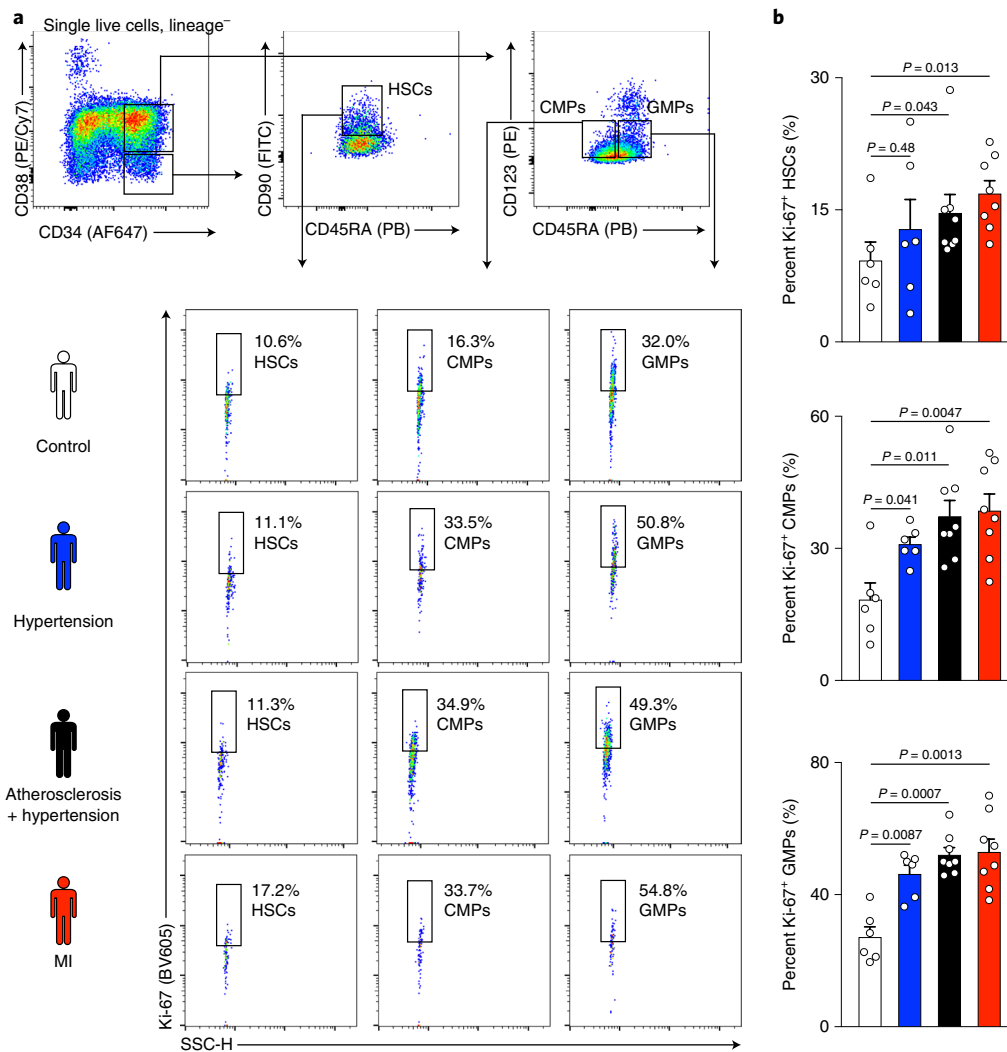 a
Single live cells, lineage⁻
CD38 (PE/Cy7)
CD34 (AF647)
HSCs
CD90 (FITC)
CD45RA (PB)
CMPs
GMPs
CD123 (PE)
CD45RA (PB)
Control
10.6%
HSCs
16.3%
CMPs
32.0%
GMPs
Hypertension
11.1%
HSCs
33.5%
CMPs
50.8%
GMPs
Atherosclerosis
+ hypertension
11.3%
HSCs
34.9%
CMPs
49.3%
GMPs
MI
17.2%
HSCs
33.7%
CMPs
54.8%
GMPs
Ki-67 (BV605)
SSC-H
b
Percent Ki-67⁺ HSCs (%)
30
15
0
P = 0.013
P = 0.043
P = 0.48
Percent Ki-67⁺ CMPs (%)
60
30
0
P = 0.0047
P = 0.011
P = 0.041
Percent Ki-67⁺ GMPs (%)
80
40
0
P = 0.0013
P = 0.0007
P = 0.0087